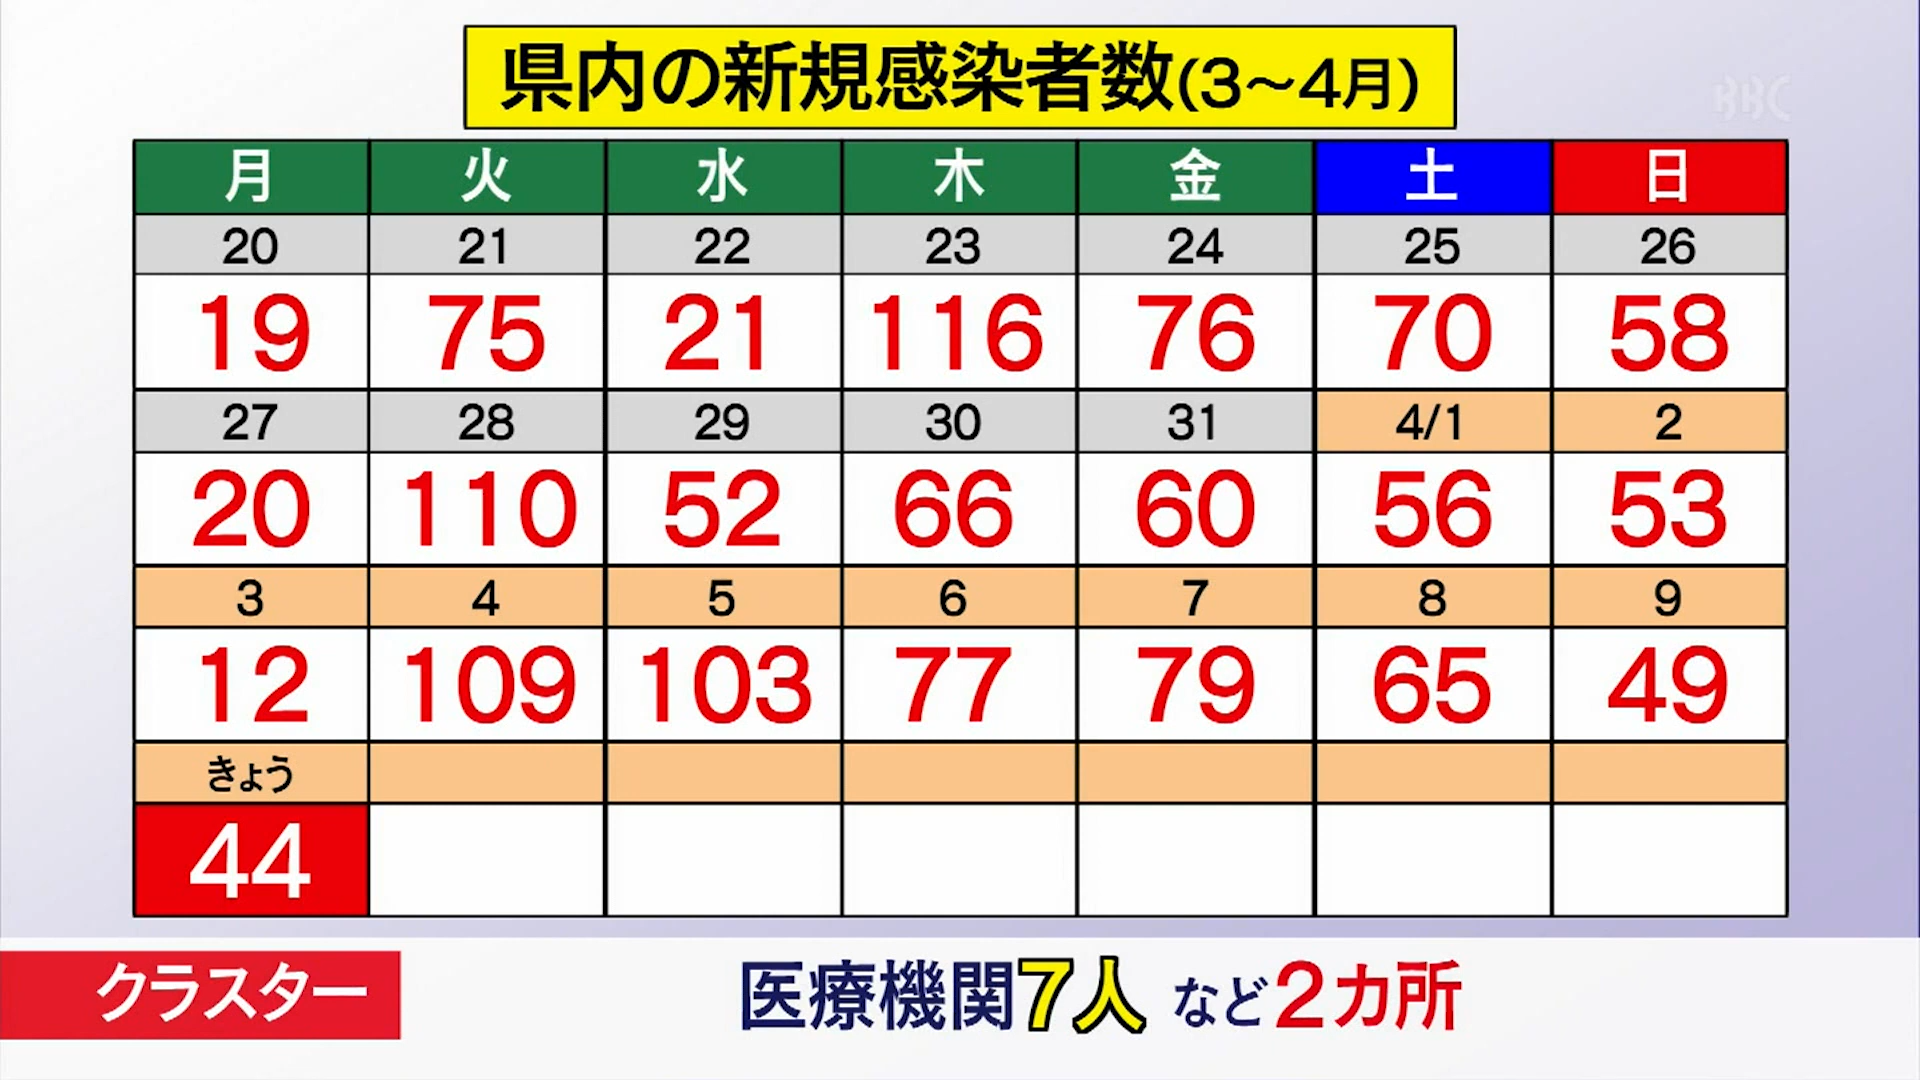 県内の新規感染者数(3〜4月)
BBC
月 火 水 木 金 土 日
20 21 22 23 24 25 26
19 75 21 116 76 70 58
27 28 29 30 31 4/1 2
20 110 52 66 60 56 53
3 4 5 6 7 8 9
12 109 103 77 79 65 49
きょう
44
クラスター 医療機関7人 など2カ所